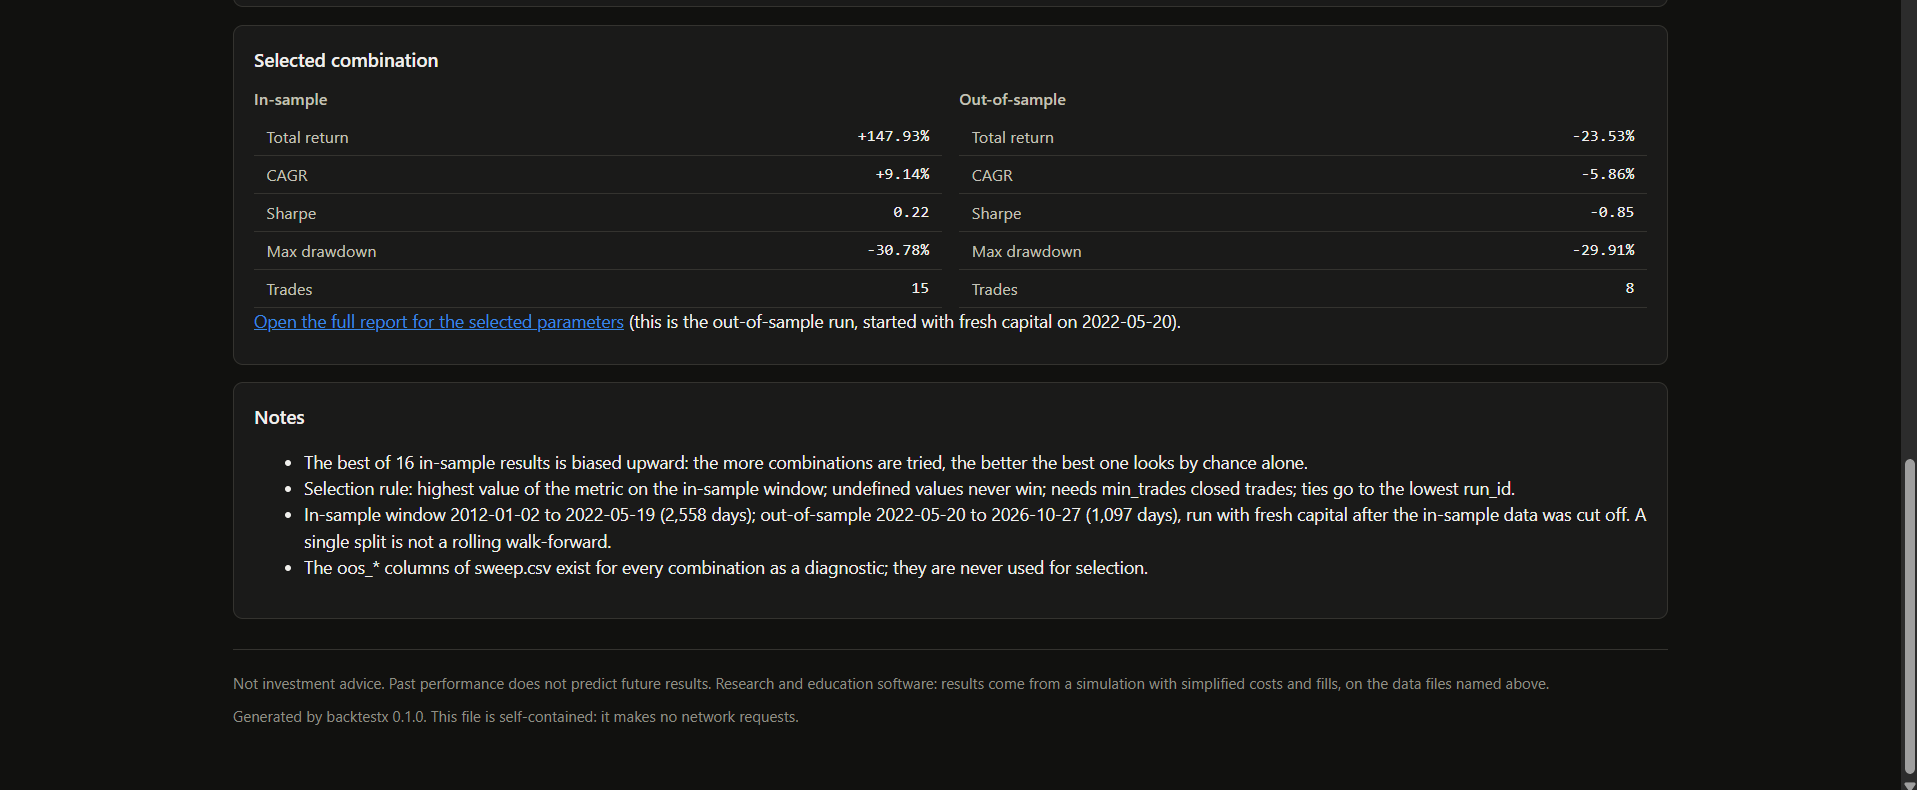 Selected combination
In-sample
Total return +147.93%
CAGR +9.14%
Sharpe 0.22
Max drawdown -30.78%
Trades 15
Out-of-sample
Total return -23.53%
CAGR -5.86%
Sharpe -0.85
Max drawdown -29.91%
Trades 8
Open the full report for the selected parameters (this is the out-of-sample run, started with fresh capital on 2022-05-20).
Notes
• The best of 16 in-sample results is biased upward: the more combinations are tried, the better the best one looks by chance alone.
• Selection rule: highest value of the metric on the in-sample window; undefined values never win; needs min_trades closed trades; ties go to the lowest run_id.
• In-sample window 2012-01-02 to 2022-05-19 (2,558 days); out-of-sample 2022-05-20 to 2026-10-27 (1,097 days), run with fresh capital after the in-sample data was cut off. A
single split is not a rolling walk-forward.
• The oos_* columns of sweep.csv exist for every combination as a diagnostic; they are never used for selection.
Not investment advice. Past performance does not predict future results. Research and education software: results come from a simulation with simplified costs and fills, on the data files named above.
Generated by backtestx 0.1.0. This file is self-contained: it makes no network requests.